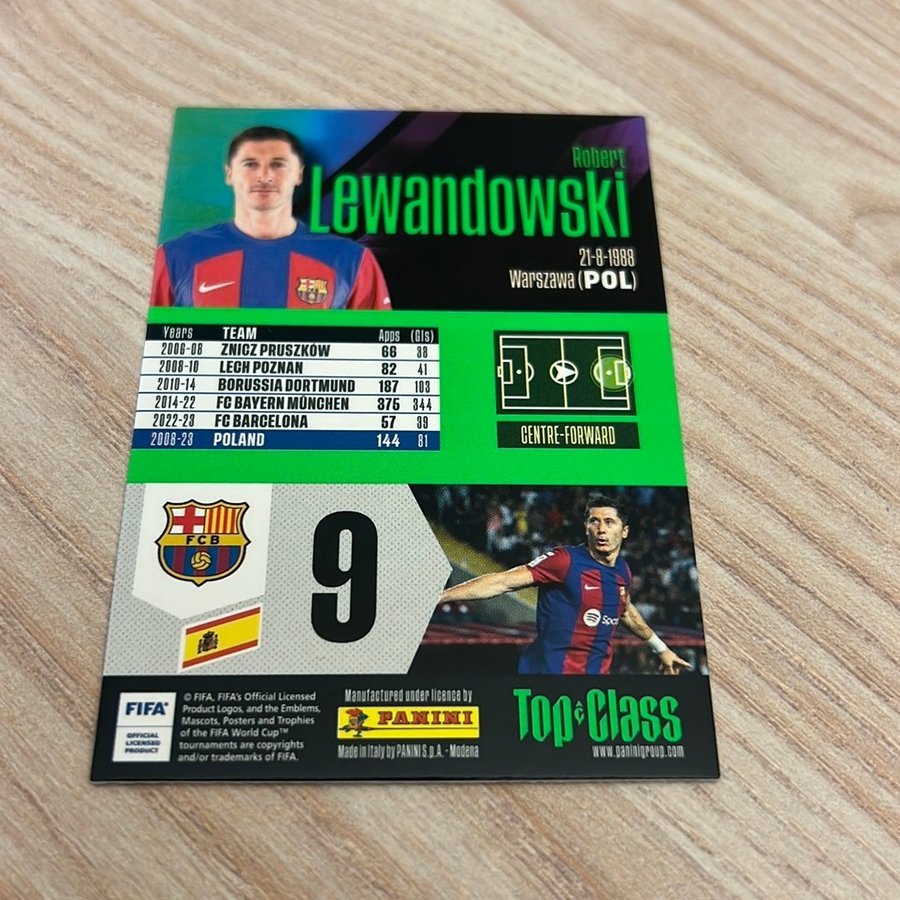 Robert
Lewandowski
21-8-1988
Warszawa (POL)
Years TEAM Apps (Gls)
2006-08 ZNICZ PRUSZKÓW 66 38
2008-10 LECH POZNAN 82 41
2010-14 BORUSSIA DORTMUND 187 103
2014-22 FC BAYERN MÜNCHEN 375 344
2022-23 FC BARCELONA 57 39
2008-23 POLAND 144 81
CENTRE-FORWARD
FCB
9
Spot
FIFA®
OFFICIAL
LICENSED
PRODUCT
© FIFA, FIFA's Official Licensed
Product Logos, and the Emblems,
Mascots, Posters and Trophies
of the FIFA World Cup™
tournaments are copyrights
and/or trademarks of FIFA.
Manufactured under licence by
PANINI
Made in Italy by PANINI S.p.A. - Modena
Top Class
www.paninigroup.com